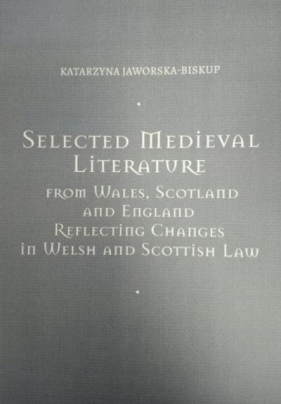 KATARZYNA JAWORSKA-BISKUP
SELECTED MEDIEVAL
LITERATURE
FROM WALES, SCOTLAND
AND ENGLAND
REFLECTING CHANGES
IN WELSH AND SCOTTISH LAW